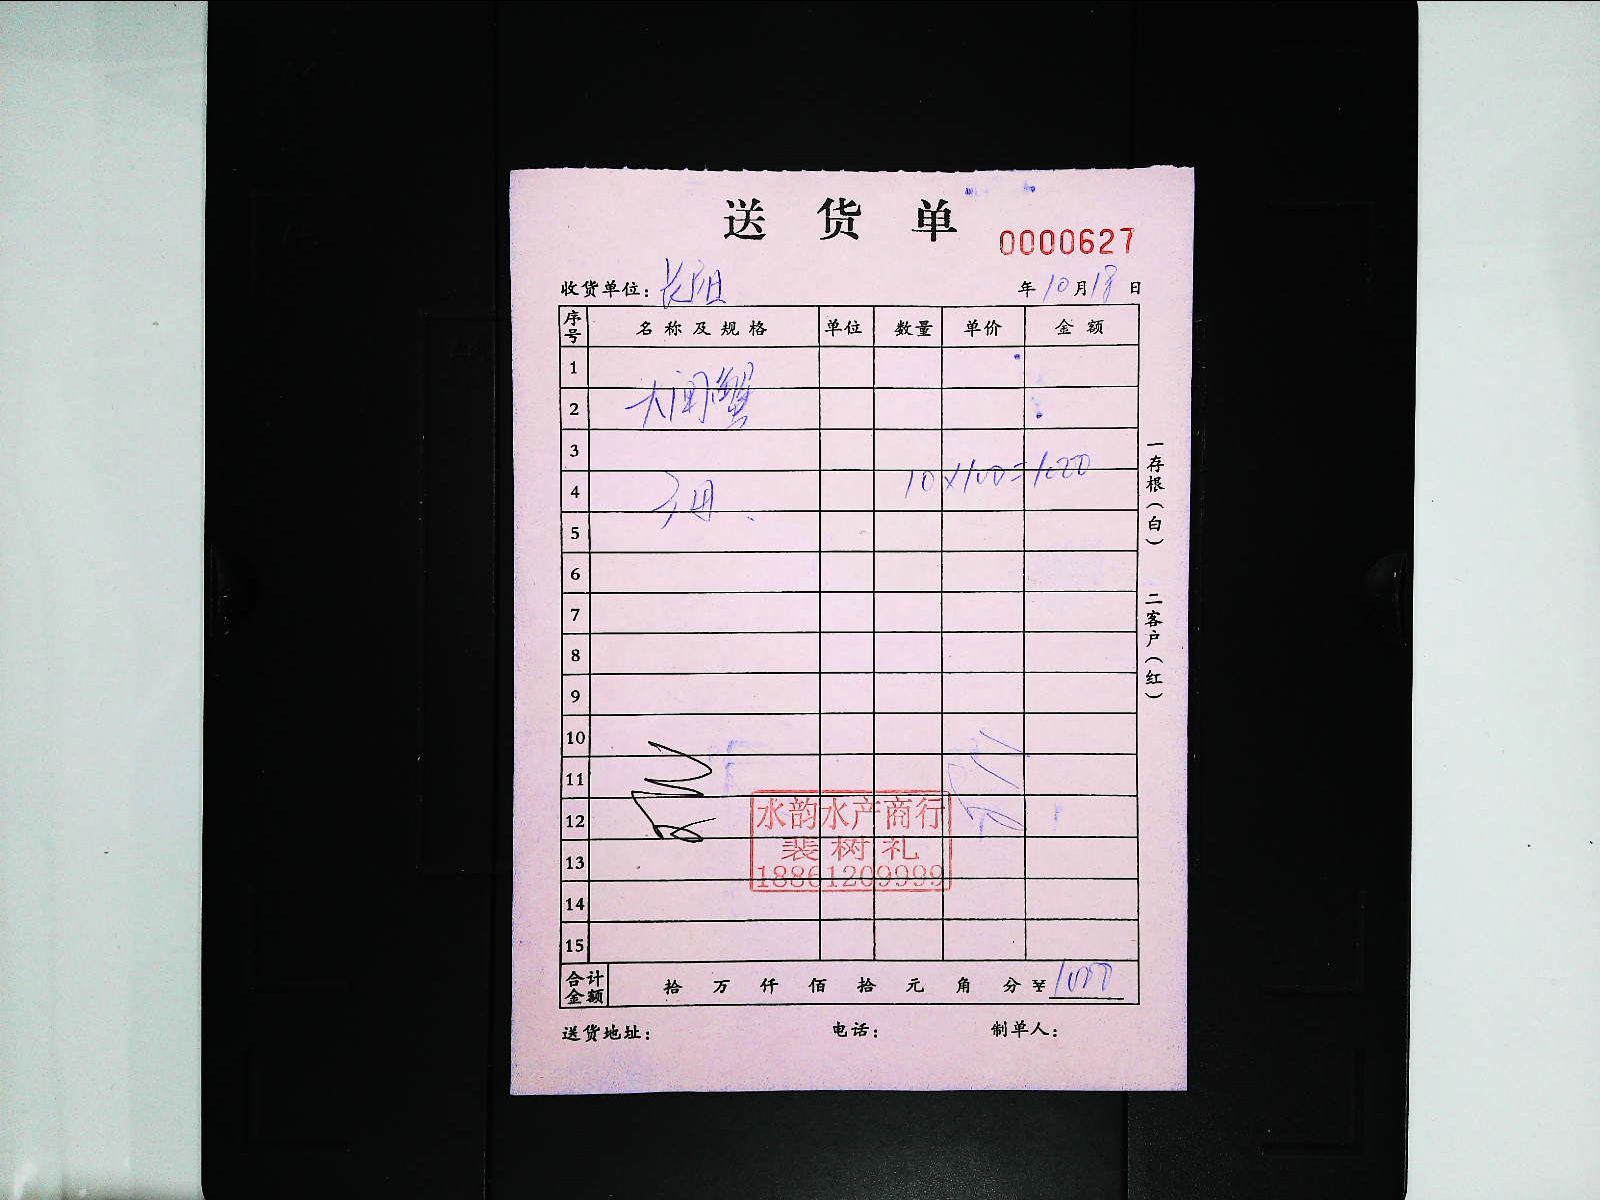 送货单
0000627
收货单位： 年10月18日
序号 名称及规格 单位 数量 单价 金额
1
大闸蟹
2
3
10×100=1000
4
5
6
7
8
9
10
11
12
13
14
15
水韵水产商行
裴树礼
18861209999
合计金额 拾 万 仟 佰 拾 元 角 分 ¥1000
送货地址： 电话： 制单人：
一存根（白） 二客户（红）